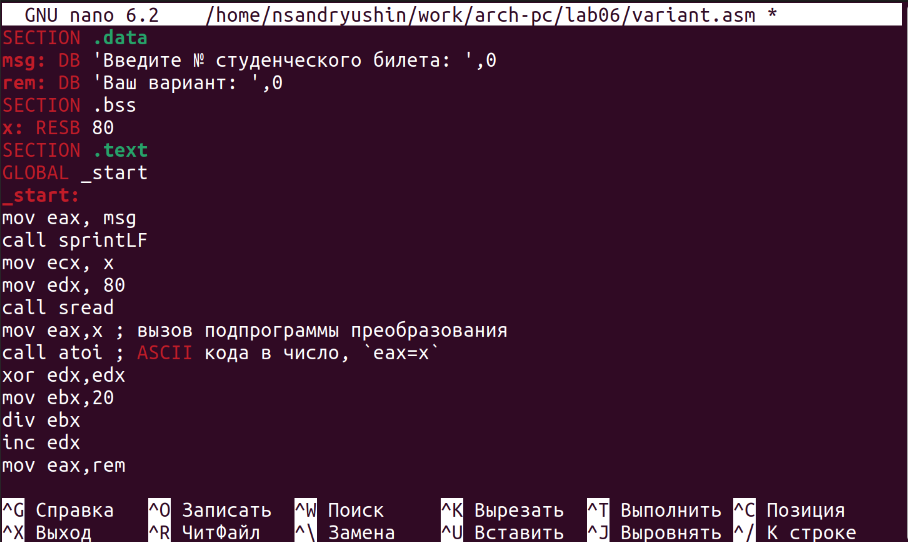 GNU nano 6.2 /home/nsandryushin/work/arch-pc/lab06/variant.asm *
SECTION .data
msg: DB 'Введите № студенческого билета: ',0
rem: DB 'Ваш вариант: ',0
SECTION .bss
x: RESB 80
SECTION .text
GLOBAL _start
_start:
mov eax, msg
call sprintLF
mov ecx, x
mov edx, 80
call sread
mov eax,x ; вызов подпрограммы преобразования
call atoi ; ASCII кода в число, `eax=x`
xor edx,edx
mov ebx,20
div ebx
inc edx
mov eax,rem
^G Справка ^O Записать ^W Поиск ^K Вырезать ^T Выполнить ^C Позиция
^X Выход ^R ЧитФайл ^\ Замена ^U Вставить ^J Выровнять ^/ К строке